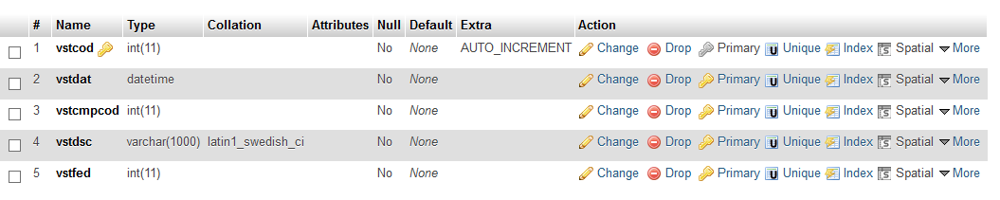 # Name Type Collation Attributes Null Default Extra Action
1 vstcod int(11) No None AUTO_INCREMENT Change Drop Primary Unique Index Spatial More
2 vstdat datetime No None Change Drop Primary Unique Index Spatial More
3 vstcmpcod int(11) No None Change Drop Primary Unique Index Spatial More
4 vstdsc varchar(1000) latin1_swedish_ci No None Change Drop Primary Unique Index Spatial More
5 vstfed int(11) No None Change Drop Primary Unique Index Spatial More